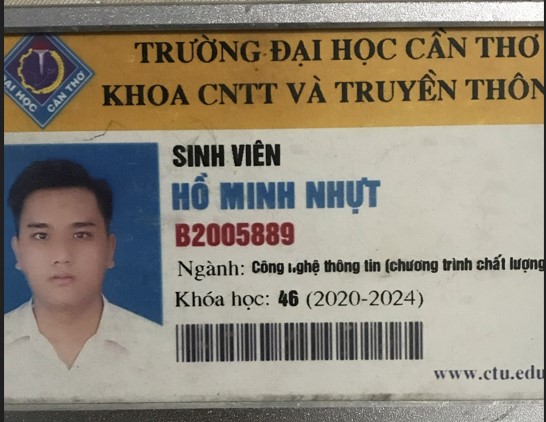 TRƯỜNG ĐẠI HỌC CẦN THƠ
KHOA CNTT VÀ TRUYỀN THÔN
ĐẠI HỌC CẦN THƠ
SINH VIÊN
HỒ MINH NHỰT
B2005889
Ngành: Công nghệ thông tin (chương trình chất lượng
Khóa học: 46 (2020-2024)
www.ctu.edu